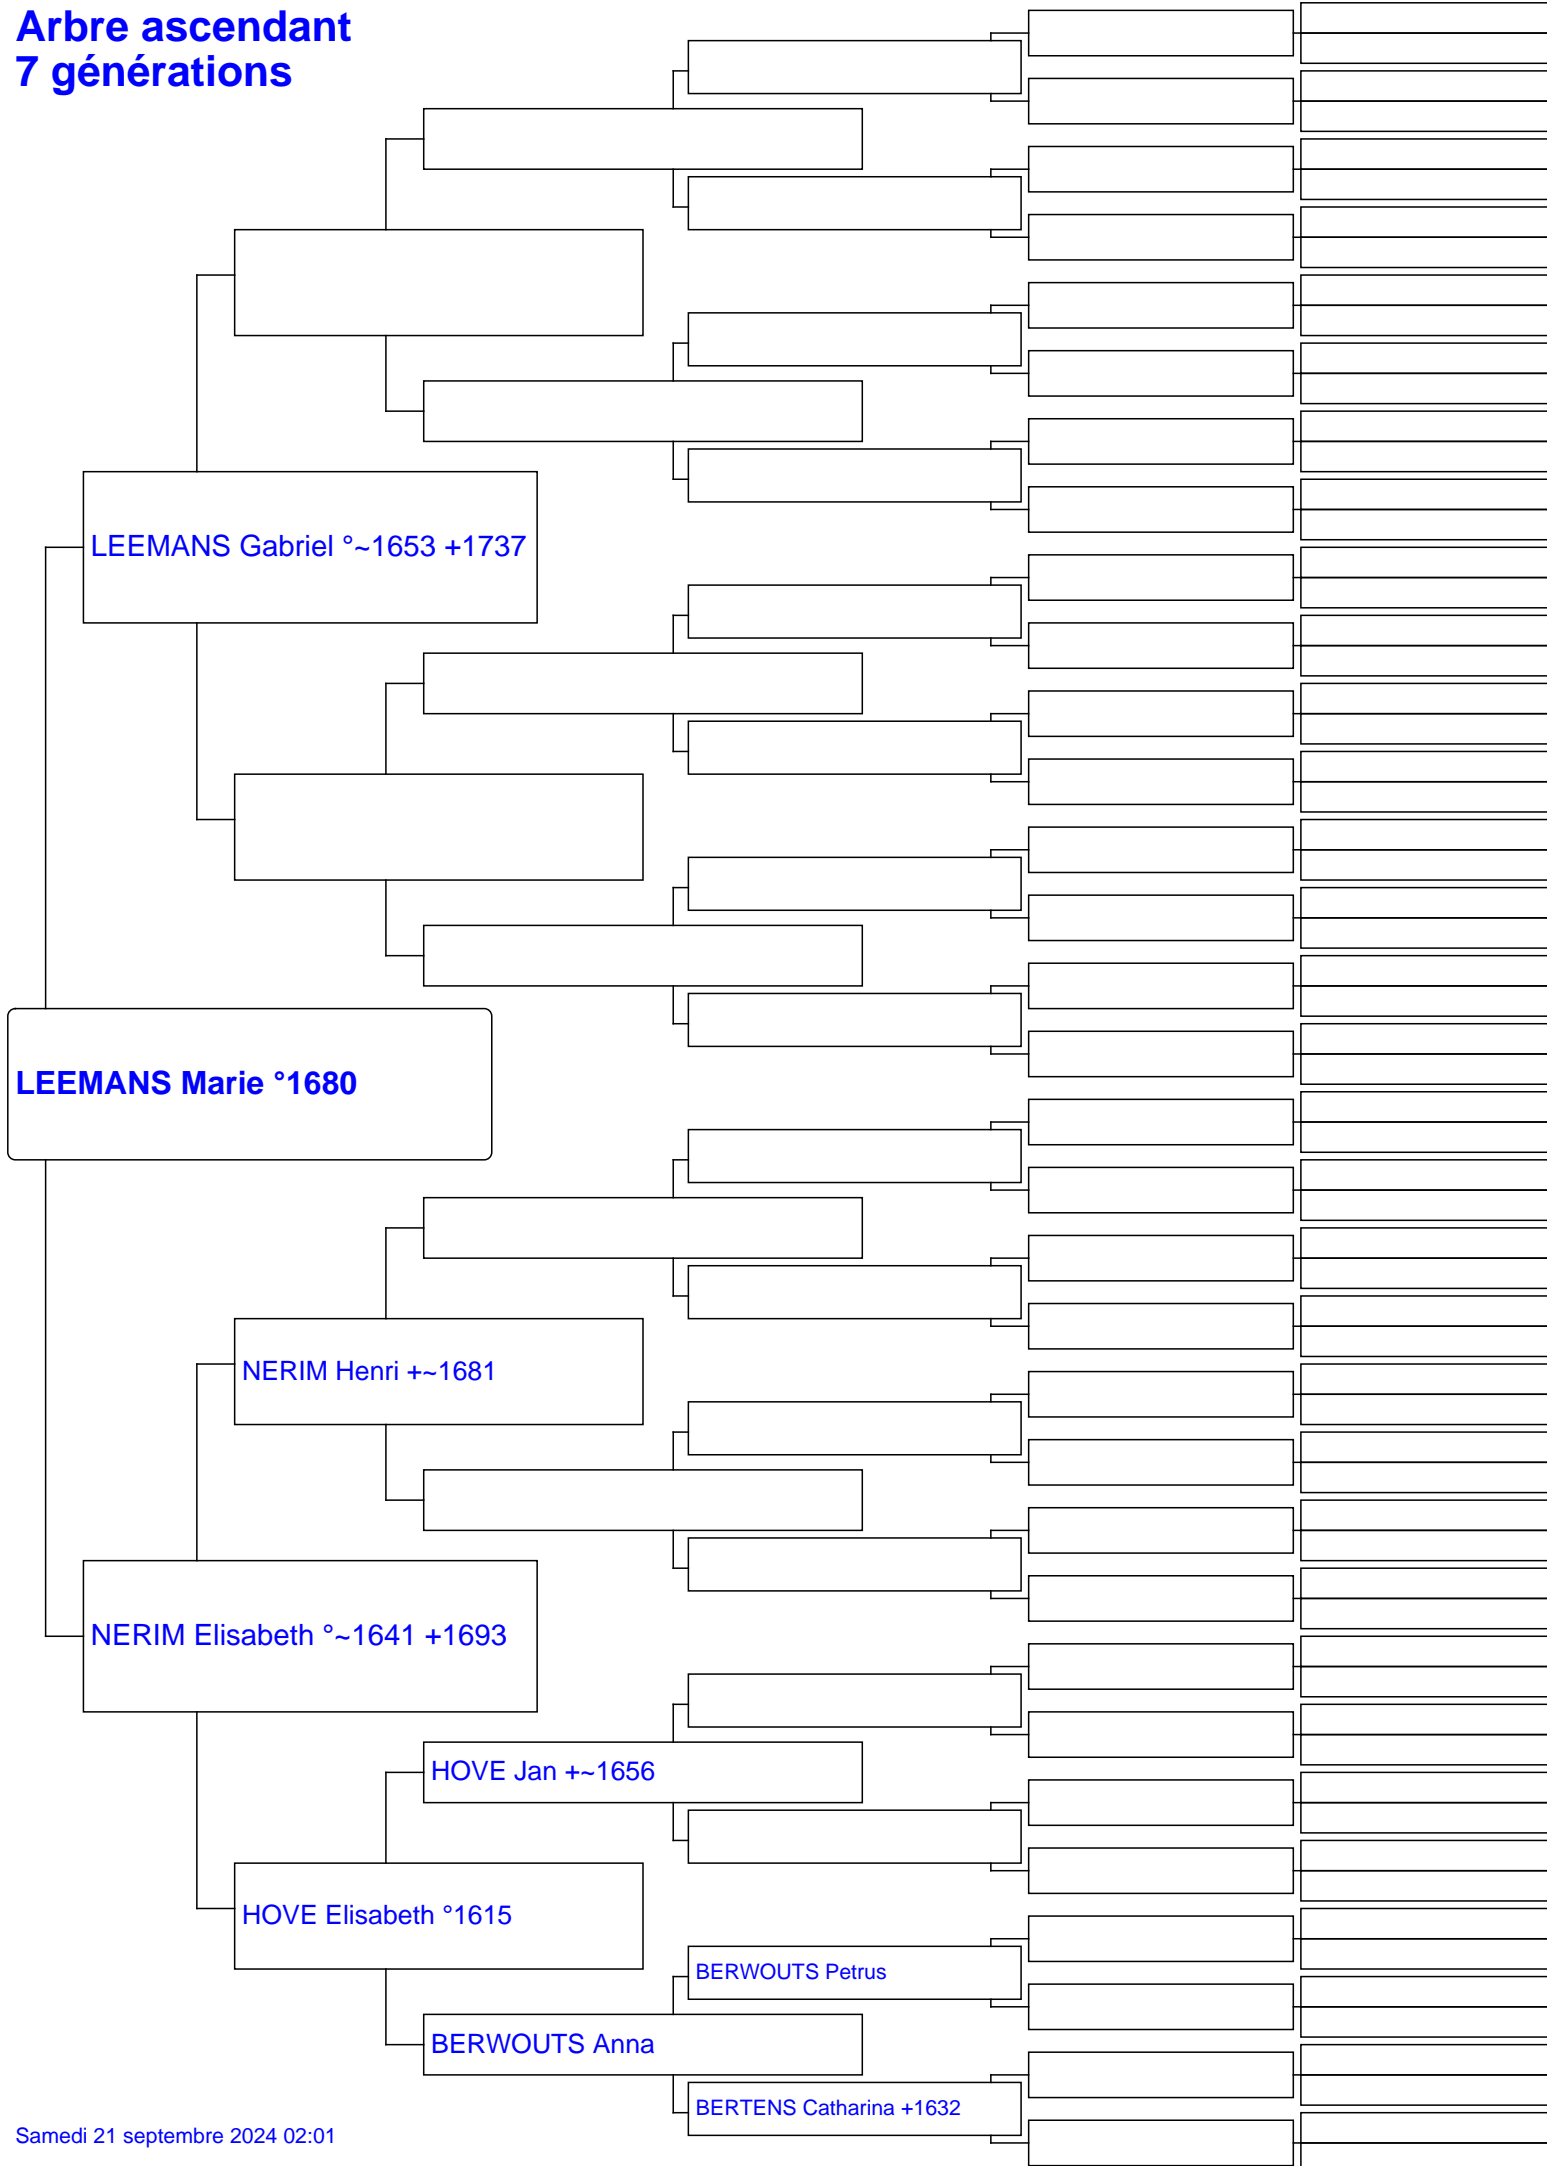 Arbre ascendant
7 générations
LEEMANS Gabriel °~1653 +1737
LEEMANS Marie °1680
NERIM Henri +~1681
NERIM Elisabeth °~1641 +1693
HOVE Jan +~1656
HOVE Elisabeth °1615
BERWOUTS Petrus
BERWOUTS Anna
BERTENS Catharina +1632
Samedi 21 septembre 2024 02:01